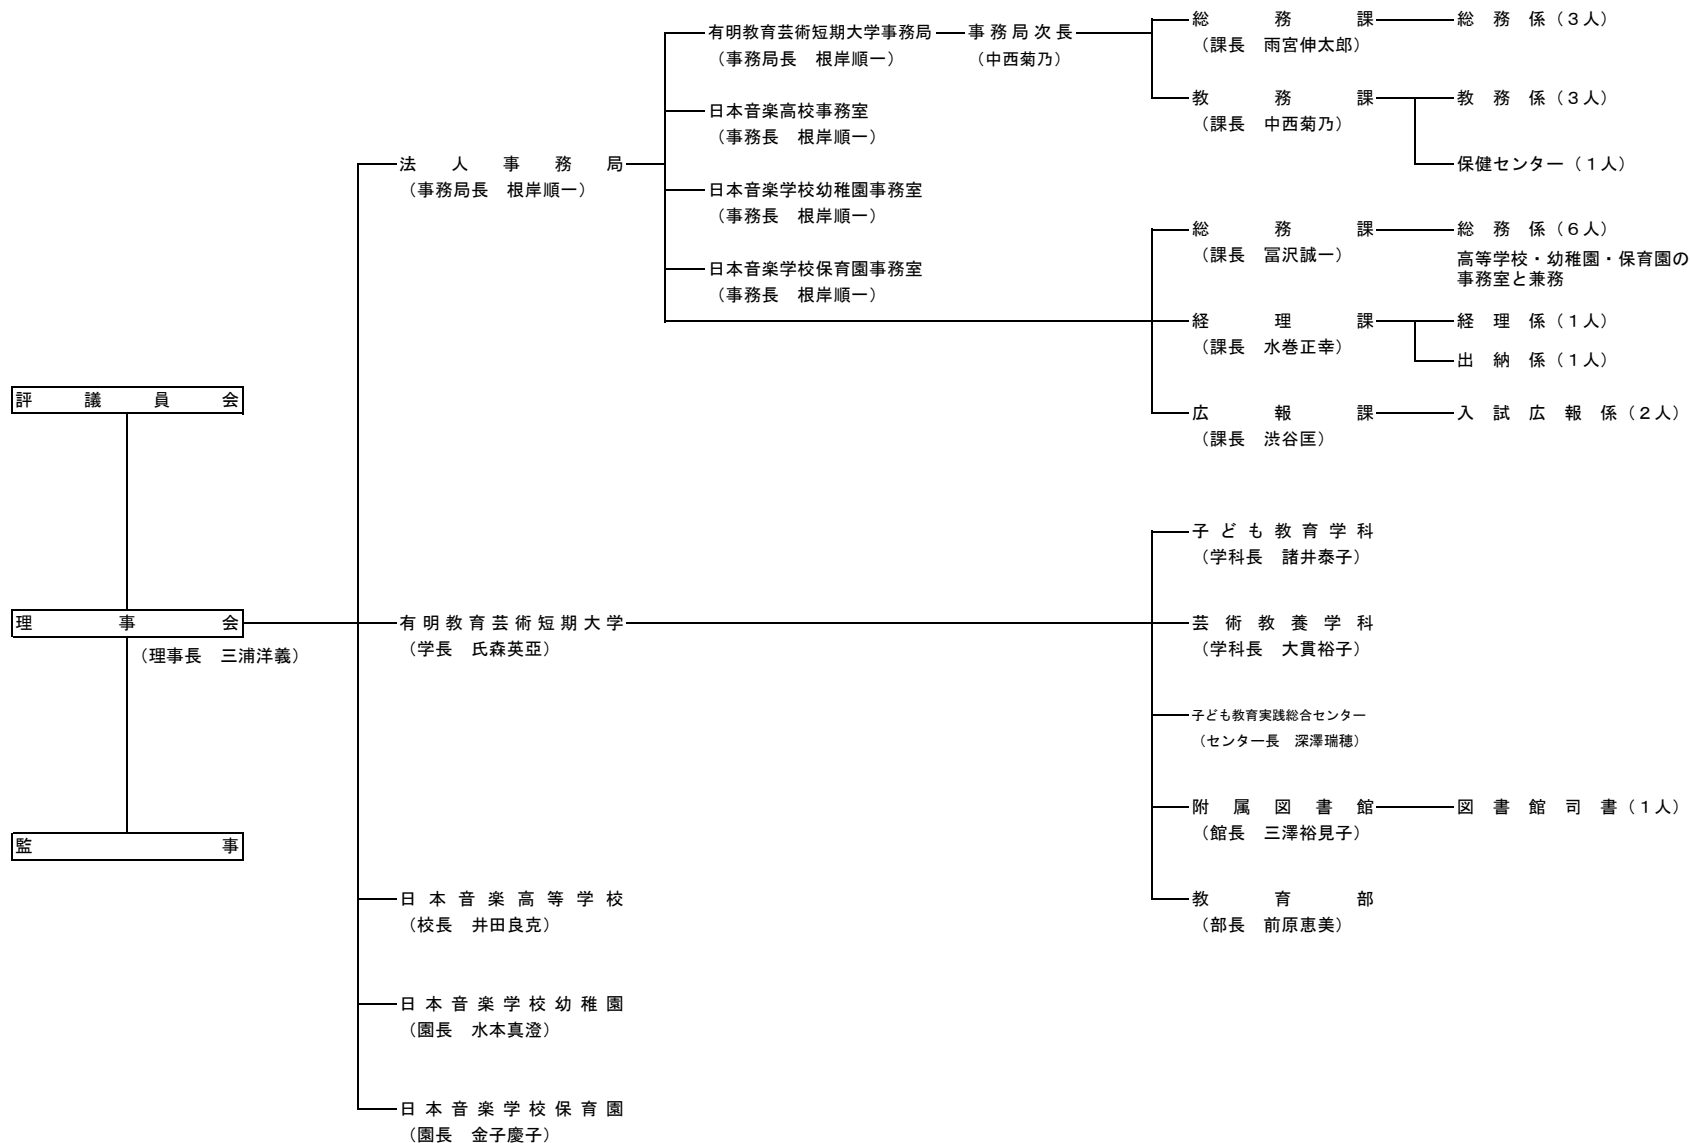 総務課
総務係（３人）
（課長　雨宮伸太郎）
有明教育芸術短期大学事務局
事務局次長
（事務局長　根岸順一）
（中西菊乃）
教務課
教務係（３人）
（課長　中西菊乃）
保健センター（１人）
日本音楽高校事務室
（事務長　根岸順一）
法人事務局
（事務局長　根岸順一）
日本音楽学校幼稚園事務室
（事務長　根岸順一）
日本音楽学校保育園事務室
（事務長　根岸順一）
総務課
総務係（６人）
（課長　冨沢誠一）
高等学校・幼稚園・保育園の
事務室と兼務
経理課
経理係（１人）
（課長　水巻正幸）
出納係（１人）
広報課
入試広報係（２人）
（課長　渋谷匡）
評議員会
理事会
（理事長　三浦洋義）
監事
有明教育芸術短期大学
（学長　氏森英亞）
子ども教育学科
（学科長　諸井泰子）
芸術教養学科
（学科長　大貫裕子）
子ども教育実践総合センター
（センター長　深澤瑞穂）
附属図書館
図書館司書（１人）
（館長　三澤裕見子）
教育部
（部長　前原恵美）
日本音楽高等学校
（校長　井田良克）
日本音楽学校幼稚園
（園長　水本真澄）
日本音楽学校保育園
（園長　金子慶子）